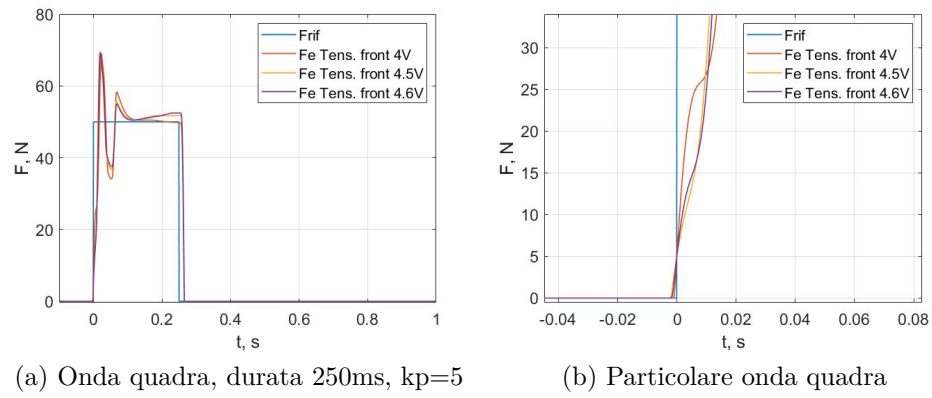 80
60
40
20
0
F, N
0
0.2
0.4
0.6
0.8
1
t, s
Frif
Fe Tens. front 4V
Fe Tens. front 4.5V
Fe Tens. front 4.6V
(a) Onda quadra, durata 250ms, kp=5
30
25
20
15
10
5
0
F, N
-0.04
-0.02
0
0.02
0.04
0.06
0.08
t, s
Frif
Fe Tens. front 4V
Fe Tens. front 4.5V
Fe Tens. front 4.6V
(b) Particolare onda quadra